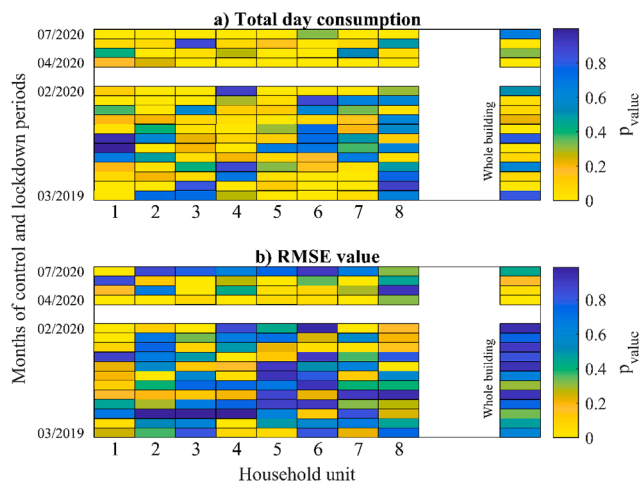 a) Total day consumption
07/2020
04/2020
02/2020
03/2019
1 2 3 4 5 6 7 8
Whole building
0.8
0.6
0.4
0.2
0
p_value
b) RMSE value
07/2020
04/2020
02/2020
03/2019
1 2 3 4 5 6 7 8
Whole building
0.8
0.6
0.4
0.2
0
p_value
Months of control and lockdown periods
Household unit